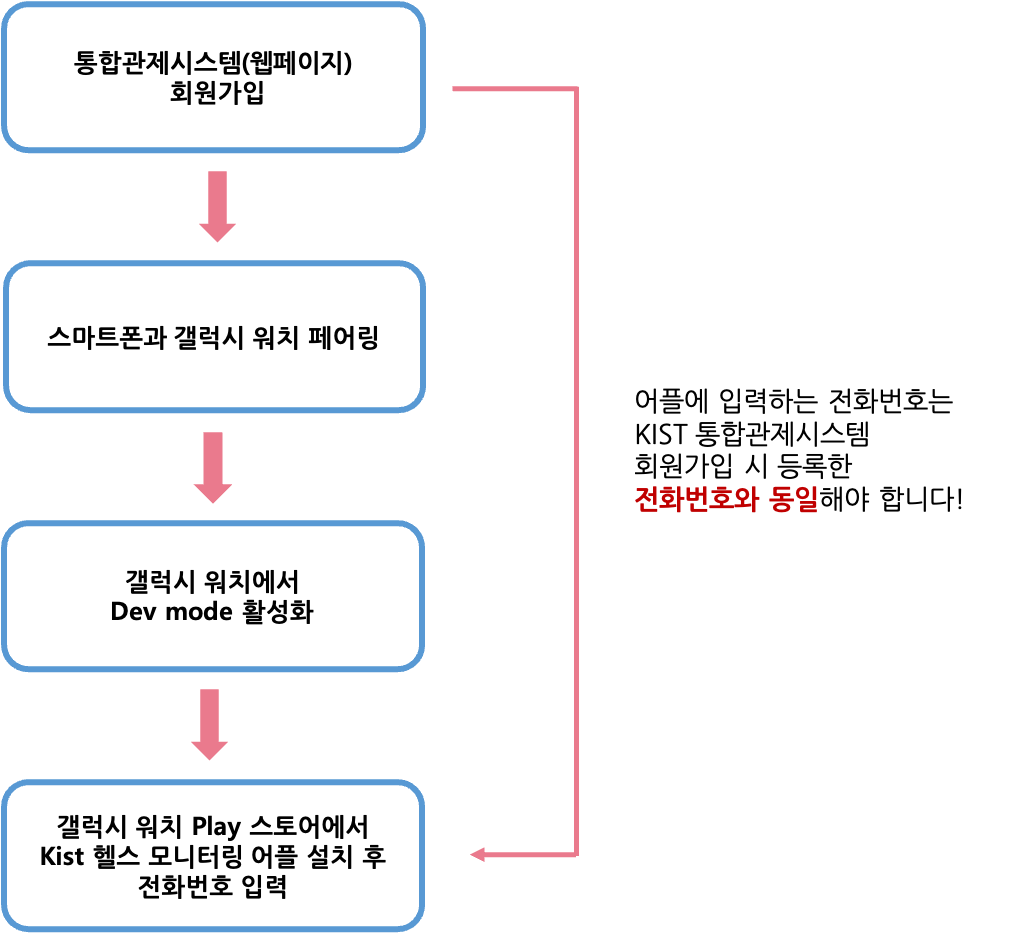 통합관제시스템(웹페이지)
회원가입
스마트폰과 갤럭시 워치 페어링
어플에 입력하는 전화번호는
KIST 통합관제시스템
회원가입 시 등록한
전화번호와 동일해야 합니다!
갤럭시 워치에서
Dev mode 활성화
갤럭시 워치 Play 스토어에서
Kist 헬스 모니터링 어플 설치 후
전화번호 입력